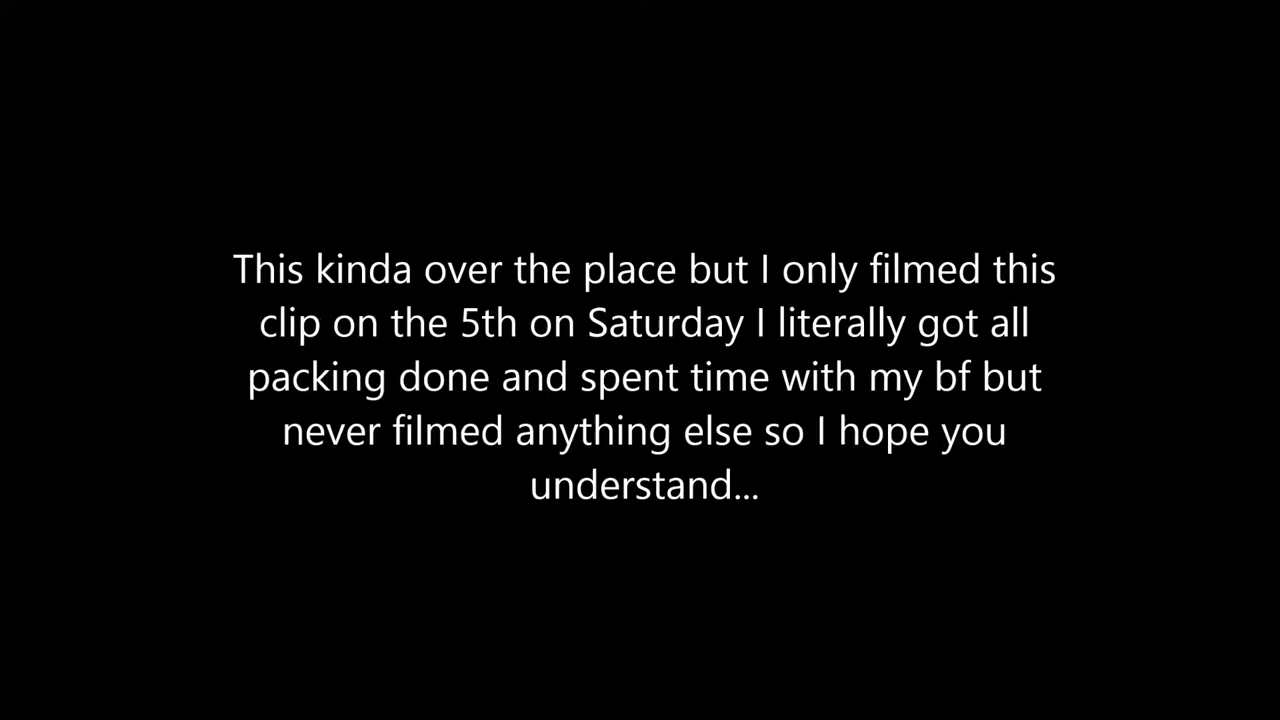 This kinda over the place but I only filmed this
clip on the 5th on Saturday I literally got all
packing done and spent time with my bf but
never filmed anything else so I hope you
understand...